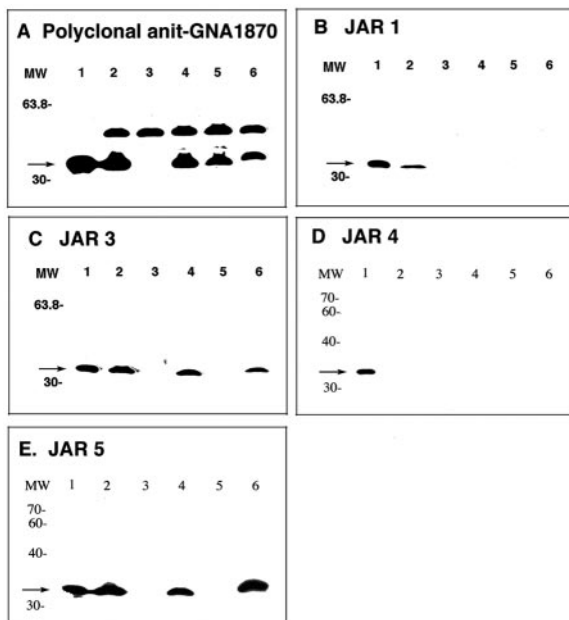 A Polyclonal anit-GNA1870
MW 1 2 3 4 5 6
63.8-
30-
B JAR 1
MW 1 2 3 4 5 6
63.8-
30-
C JAR 3
MW 1 2 3 4 5 6
63.8-
30-
D JAR 4
MW 1 2 3 4 5 6
70-
60-
40-
30-
E. JAR 5
MW 1 2 3 4 5 6
70-
60-
40-
30-